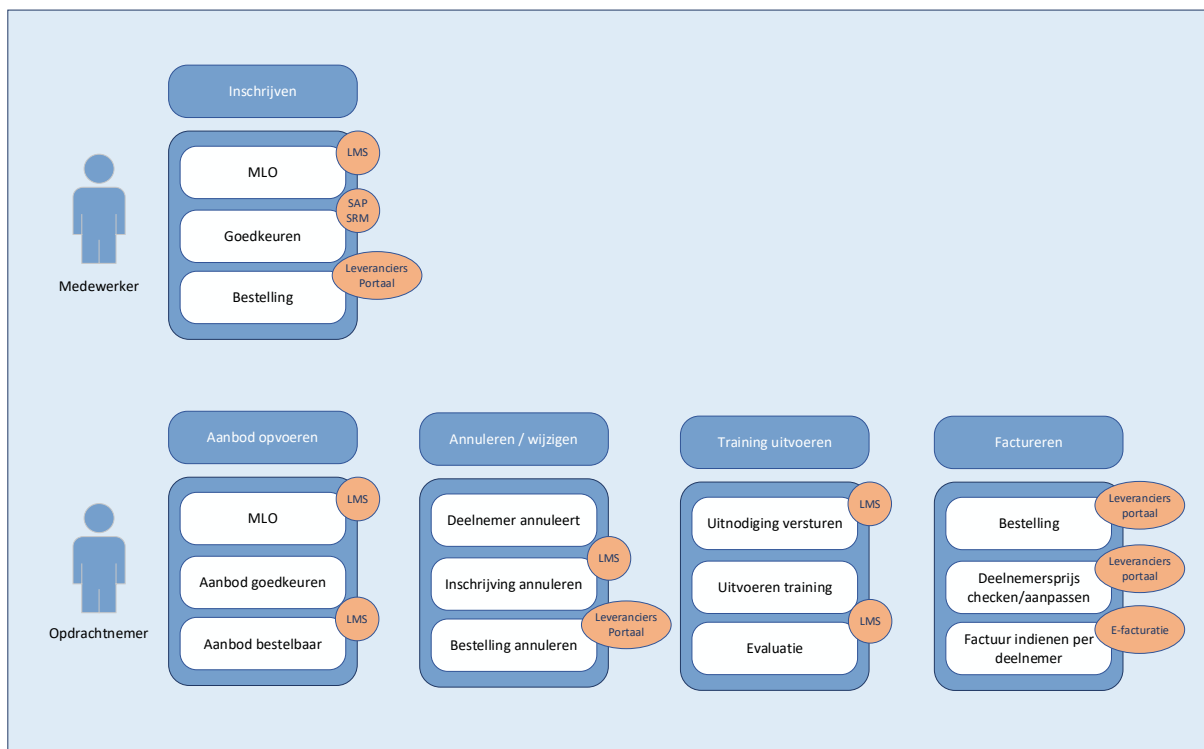 Inschrijven
MLO
LMS
Goedkeuren
SAP
SRM
Bestelling
Leveranciers
Portaal
Medewerker
Aanbod opvoeren
MLO
LMS
Aanbod goedkeuren
Aanbod bestelbaar
LMS
Opdrachtnemer
Annuleren / wijzigen
Deelnemer annuleert
Inschrijving annuleren
LMS
Bestelling annuleren
Leveranciers
Portaal
Training uitvoeren
Uitnodiging versturen
LMS
Uitvoeren training
Evaluatie
LMS
Factureren
Bestelling
Leveranciers
portaal
Deelnemersprijs
checken/aanpassen
Leveranciers
portaal
Factuur indienen per
deelnemer
E-facturatie